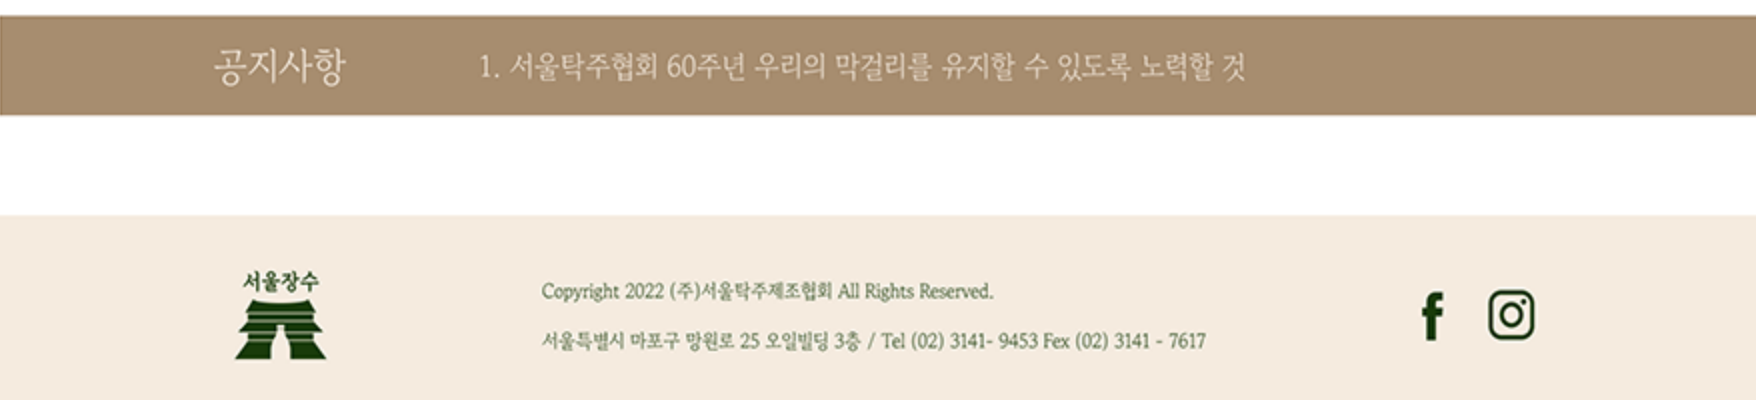 공지사항
1. 서울탁주협회 60주년 우리의 막걸리를 유지할 수 있도록 노력할 것
서울장수
Copyright 2022 (주)서울탁주제조협회 All Rights Reserved.
서울특별시 마포구 망원로 25 오일빌딩 3층 / Tel (02) 3141- 9453 Fex (02) 3141 - 7617